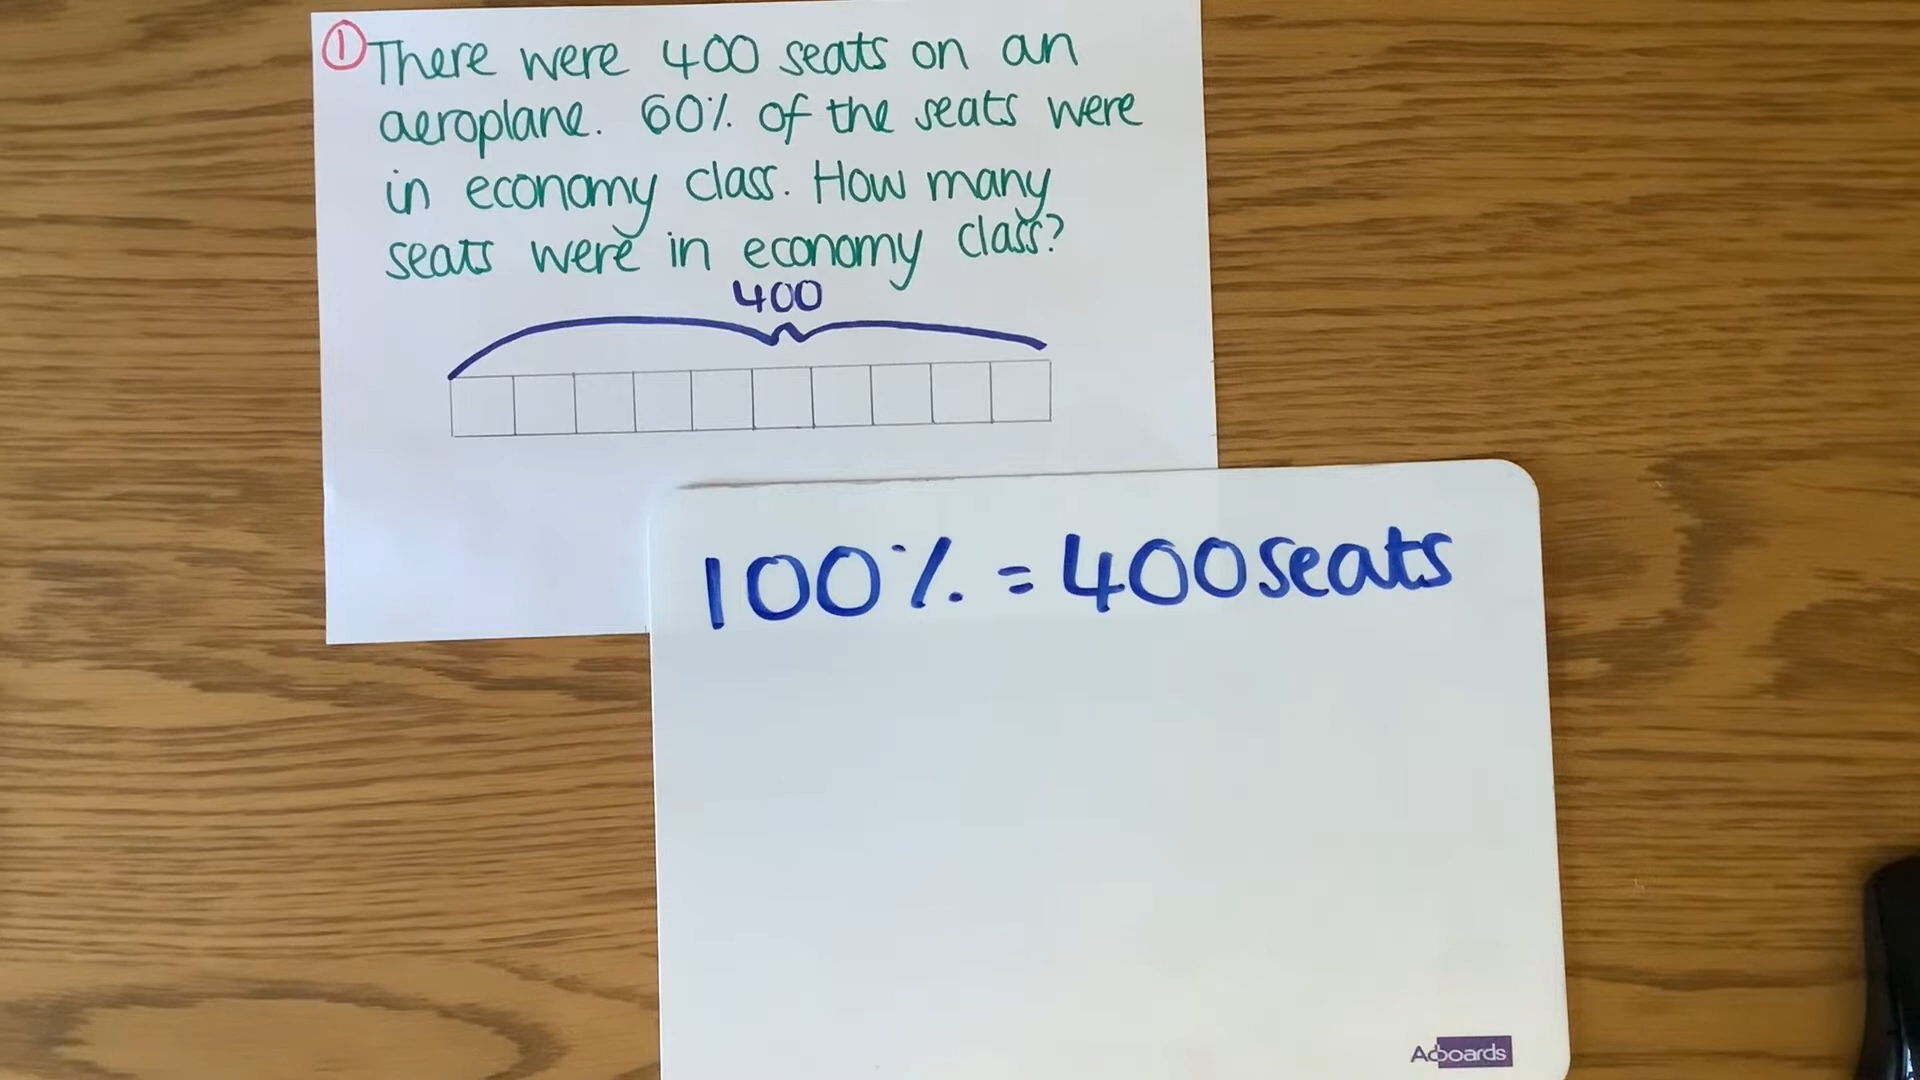 ① There were 400 seats on an
aeroplane. 60% of the seats were
in economy class. How many
seats were in economy class?
400
100% = 400 seats
Adboards